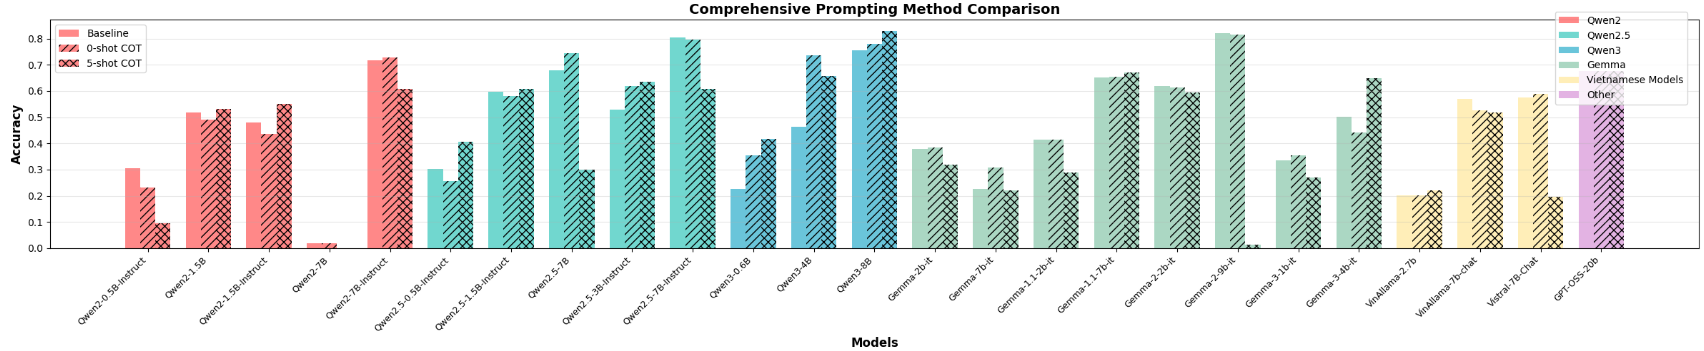 Comprehensive Prompting Method Comparison
Accuracy
0.8
0.7
0.6
0.5
0.4
0.3
0.2
0.1
0.0
Baseline
0-shot COT
5-shot COT
Qwen2
Qwen2.5
Qwen3
Gemma
Vietnamese Models
Other
Qwen2-0.5B-Instruct
Qwen2-1.5B
Qwen2-1.5B-Instruct
Qwen2-7B
Qwen2-7B-Instruct
Qwen2.5-0.5B-Instruct
Qwen2.5-1.5B-Instruct
Qwen2.5-7B
Qwen2.5-3B-Instruct
Qwen2.5-7B-Instruct
Qwen3-0.6B
Qwen3-4B
Qwen3-8B
Gemma-2b-it
Gemma-7b-it
Gemma-1.1-2b-it
Gemma-1.1-7b-it
Gemma-2-2b-it
Gemma-2-9b-it
Gemma-3-1b-it
Gemma-3-4b-it
VinAllama-2.7b
VinAllama-7b-chat
Vistral-7B-Chat
GPT-OSS-20b
Models